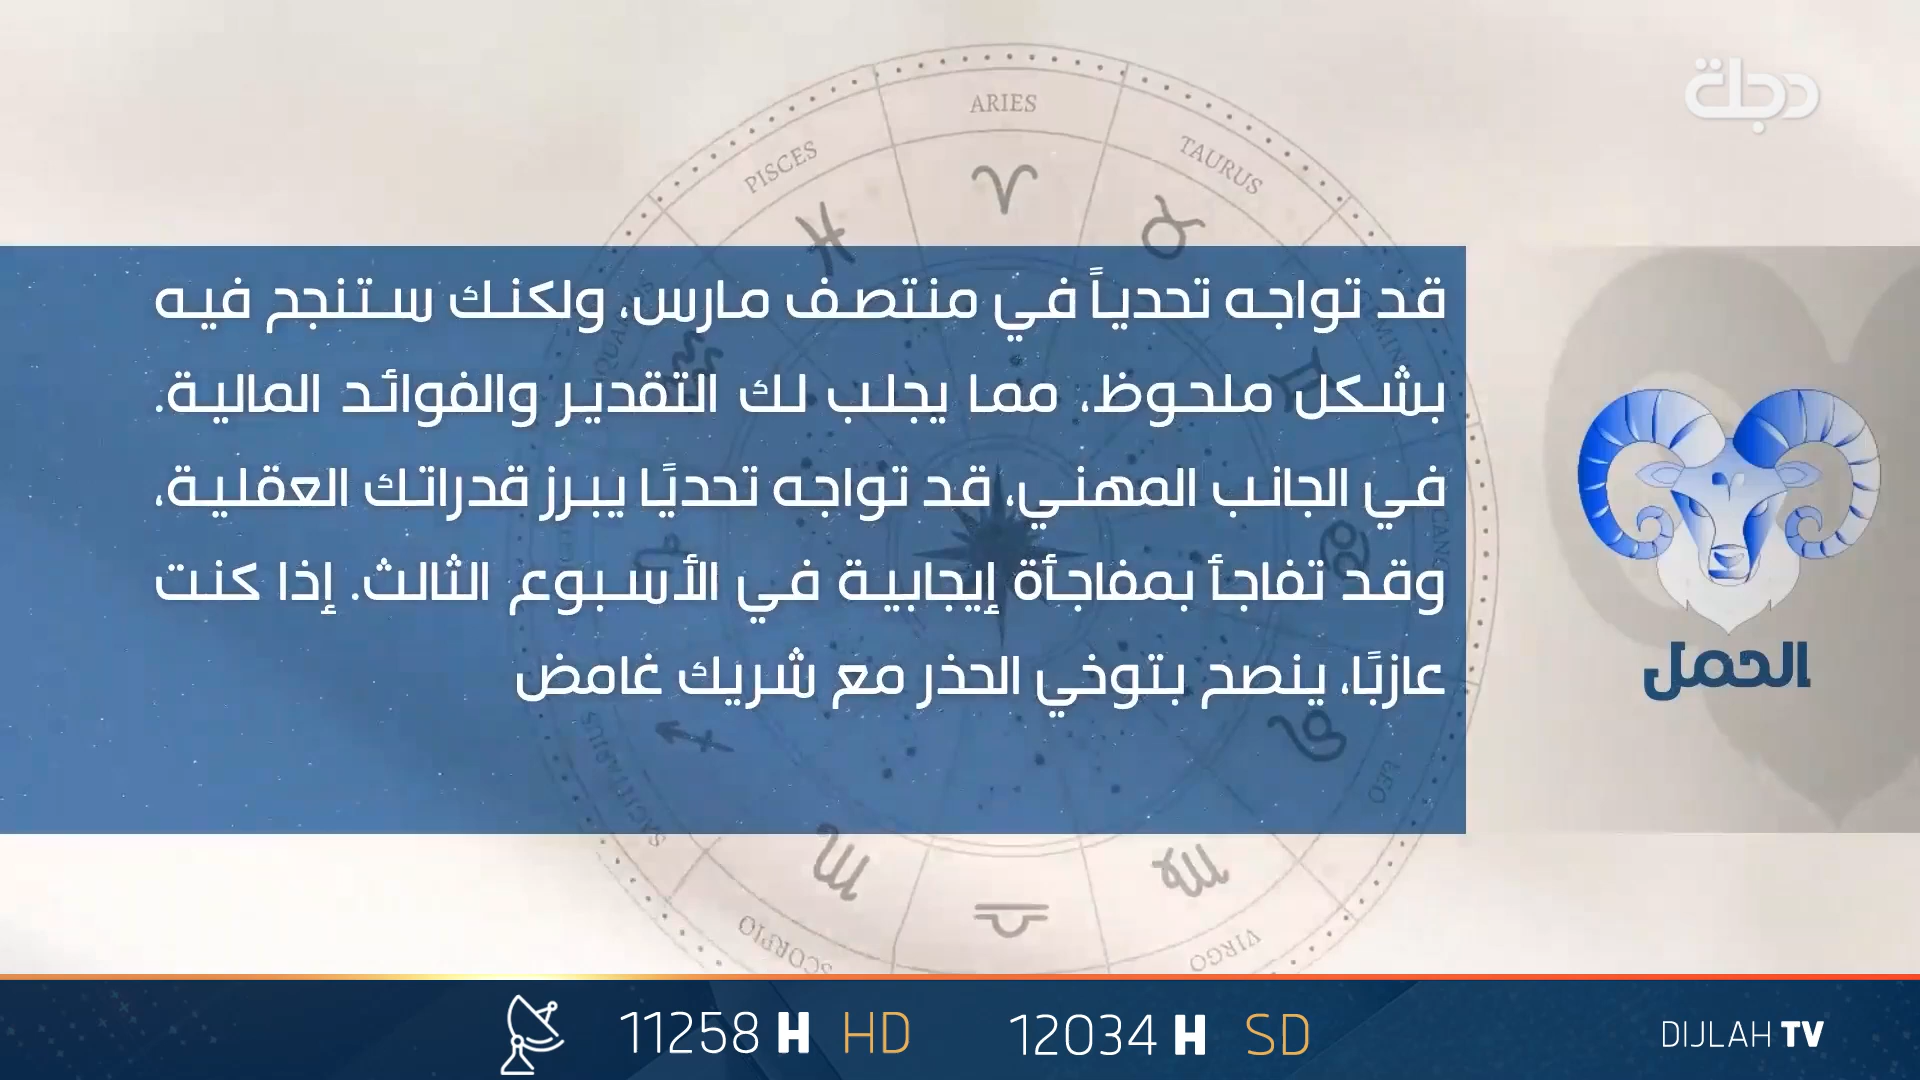 دجلة
ARIES
PISCES
TAURUS
قد تواجه تحدياً في منتصف مارس، ولكنك ستنجح فيه
بشكل ملحوظ، مما يجلب لك التقدير والفوائد المالية.
في الجانب المهني، قد تواجه تحديًا يبرز قدراتك العقلية،
وقد تفاجأ بمفاجأة إيجابية في الأسبوع الثالث. إذا كنت
عازبًا، ينصح بتوخي الحذر مع شريك غامض
الحمل
LEO
SAGITTARIUS
SCORPIO
VIRGO
11258 H HD
12034 H SD
DIJLAH TV